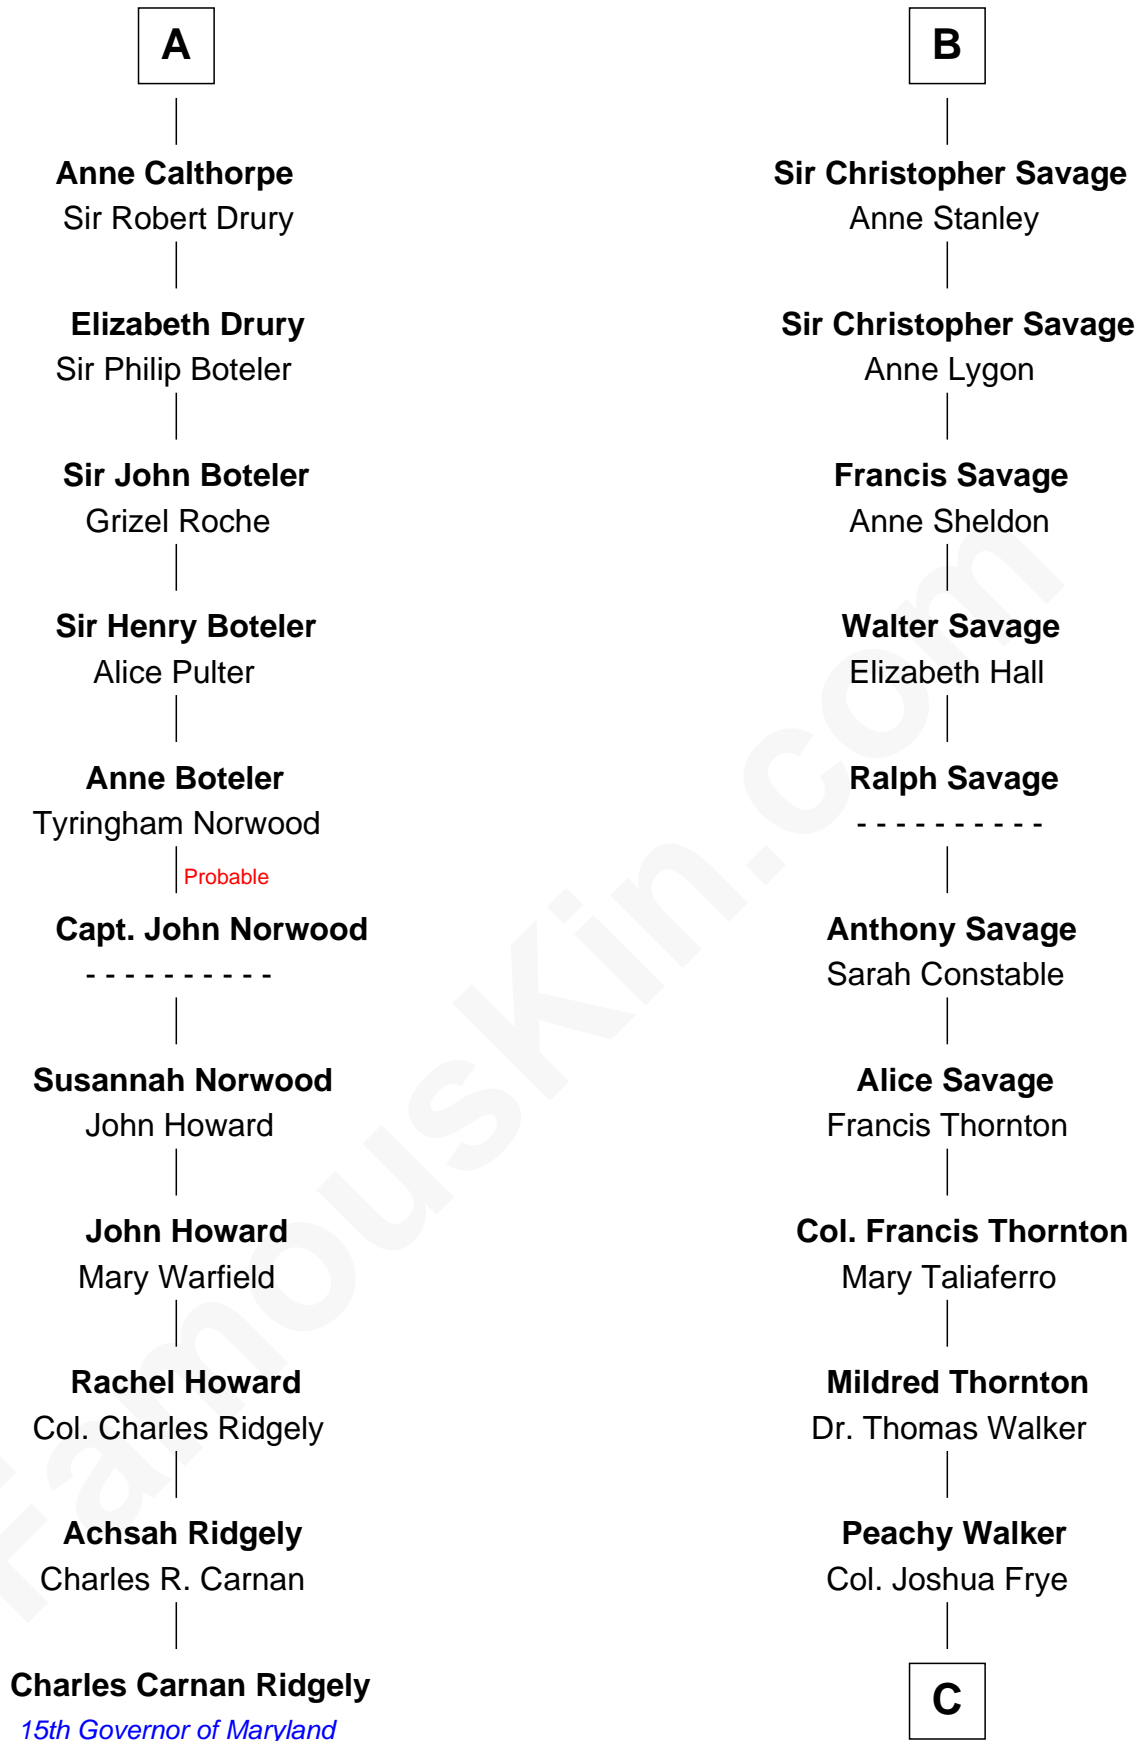 A
Anne Calthorpe
Sir Robert Drury
Elizabeth Drury
Sir Philip Boteler
Sir John Boteler
Grizel Roche
Sir Henry Boteler
Alice Pulter
Anne Boteler
Tyringham Norwood
Probable
Capt. John Norwood
- - - - - - - - - -
Susannah Norwood
John Howard
John Howard
Mary Warfield
Rachel Howard
Col. Charles Ridgely
Achsah Ridgely
Charles R. Carnan
Charles Carnan Ridgely
15th Governor of Maryland
B
Sir Christopher Savage
Anne Stanley
Sir Christopher Savage
Anne Lygon
Francis Savage
Anne Sheldon
Walter Savage
Elizabeth Hall
Ralph Savage
- - - - - - - - - -
Anthony Savage
Sarah Constable
Alice Savage
Francis Thornton
Col. Francis Thornton
Mary Taliaferro
Mildred Thornton
Dr. Thomas Walker
Peachy Walker
Col. Joshua Frye
C
FamousKin.com